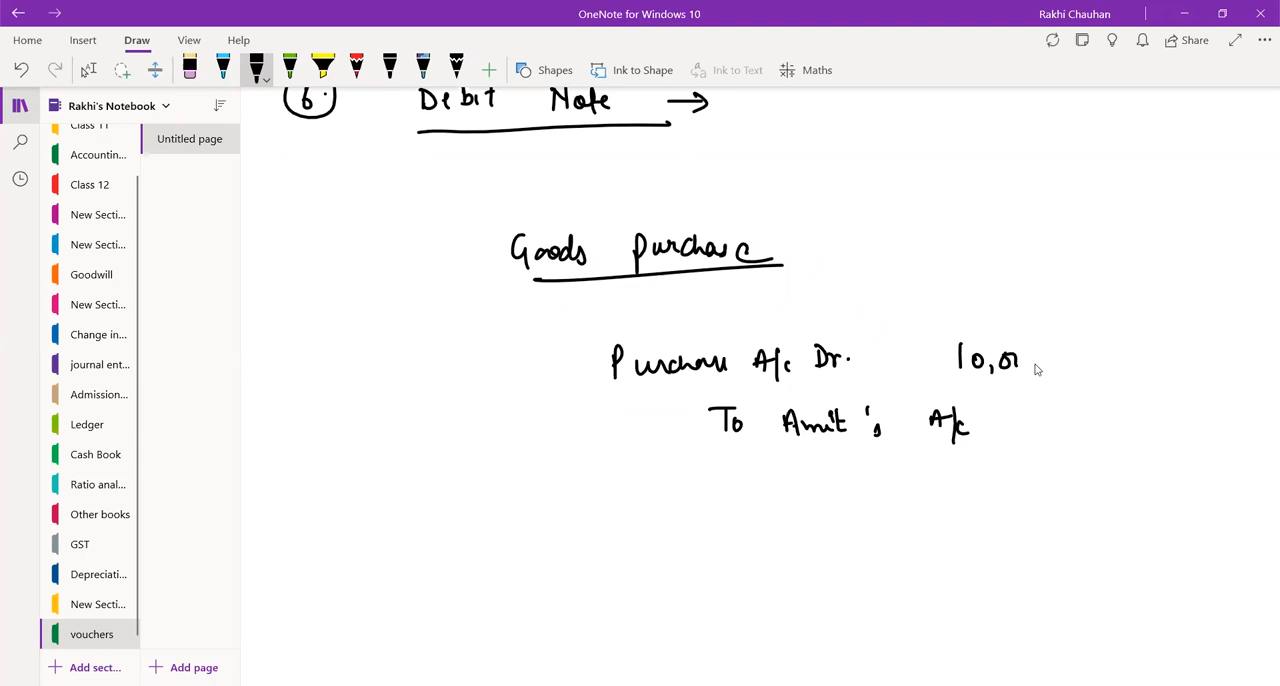 OneNote for Windows 10
Rakhi Chauhan
Home Insert Draw View Help
Share
Shapes Ink to Shape Ink to Text Maths
Rakhi's Notebook
Class 11
Accountin...
Class 12
New Secti...
New Secti...
Goodwill
New Secti...
Change in...
journal ent...
Admission...
Ledger
Cash Book
Ratio anal...
Other books
GST
Depreciati...
New Secti...
vouchers
Add sect...
Untitled page
Add page
6. Debit Note →
Goods Purchase
Purchase A/c Dr. 10,00
To Amit's A/c